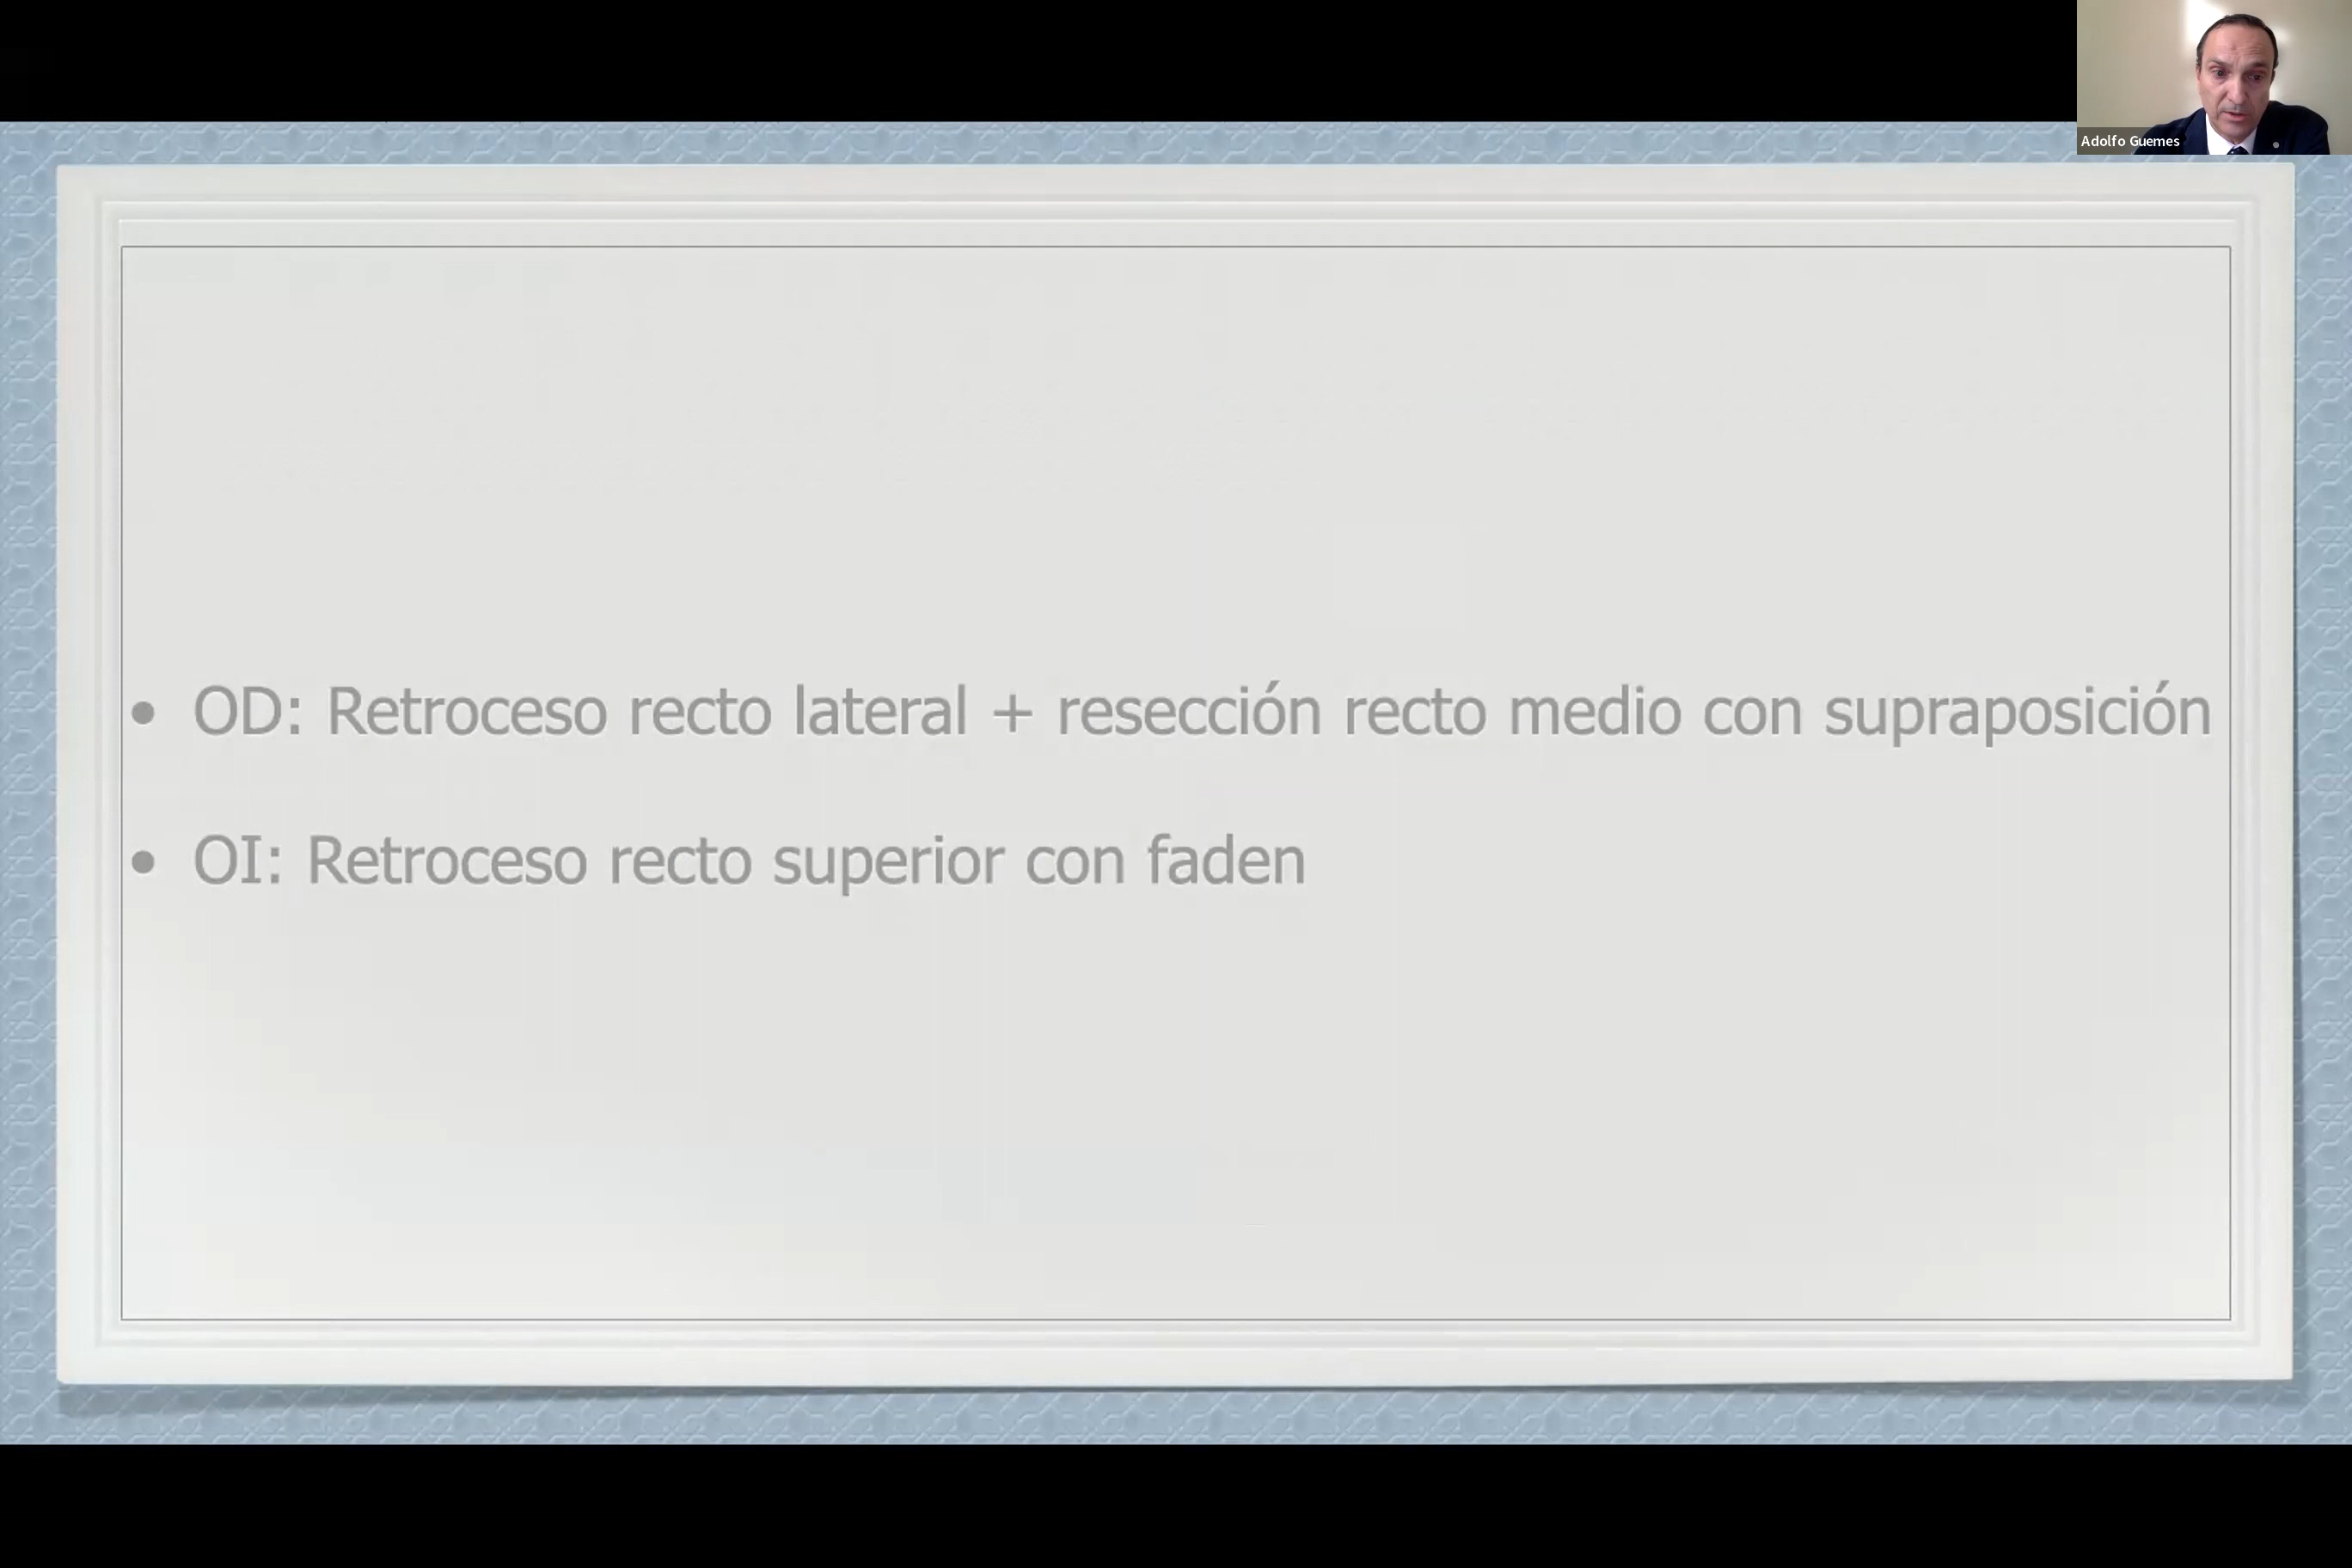 Adolfo Guemes
• OD: Retroceso recto lateral + resección recto medio con supraposición
• OI: Retroceso recto superior con faden